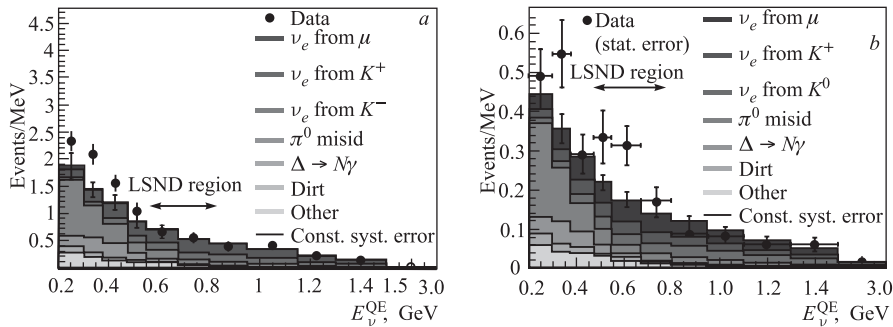 a
Events/MeV
4.5
3.5
2.5
2
1.5
1
0.5
Data
ν_e from μ
ν_e from K⁺
ν_e from K⁻
π⁰ misid
Δ → Nγ
Dirt
Other
Const. syst. error
LSND region
0.2 0.4 0.6 0.8 1 1.2 1.4 1.5 3.0
E_ν^QE, GeV
b
Events/MeV
0.6
0.5
0.4
0.3
0.2
0.1
0
Data
(stat. error)
LSND region
ν_e from μ
ν_e from K⁺
ν_e from K⁰
π⁰ misid
Δ → Nγ
Dirt
Other
Const. syst. error
0.2 0.4 0.6 0.8 1.0 1.2 1.4 3.0
E_ν^QE, GeV